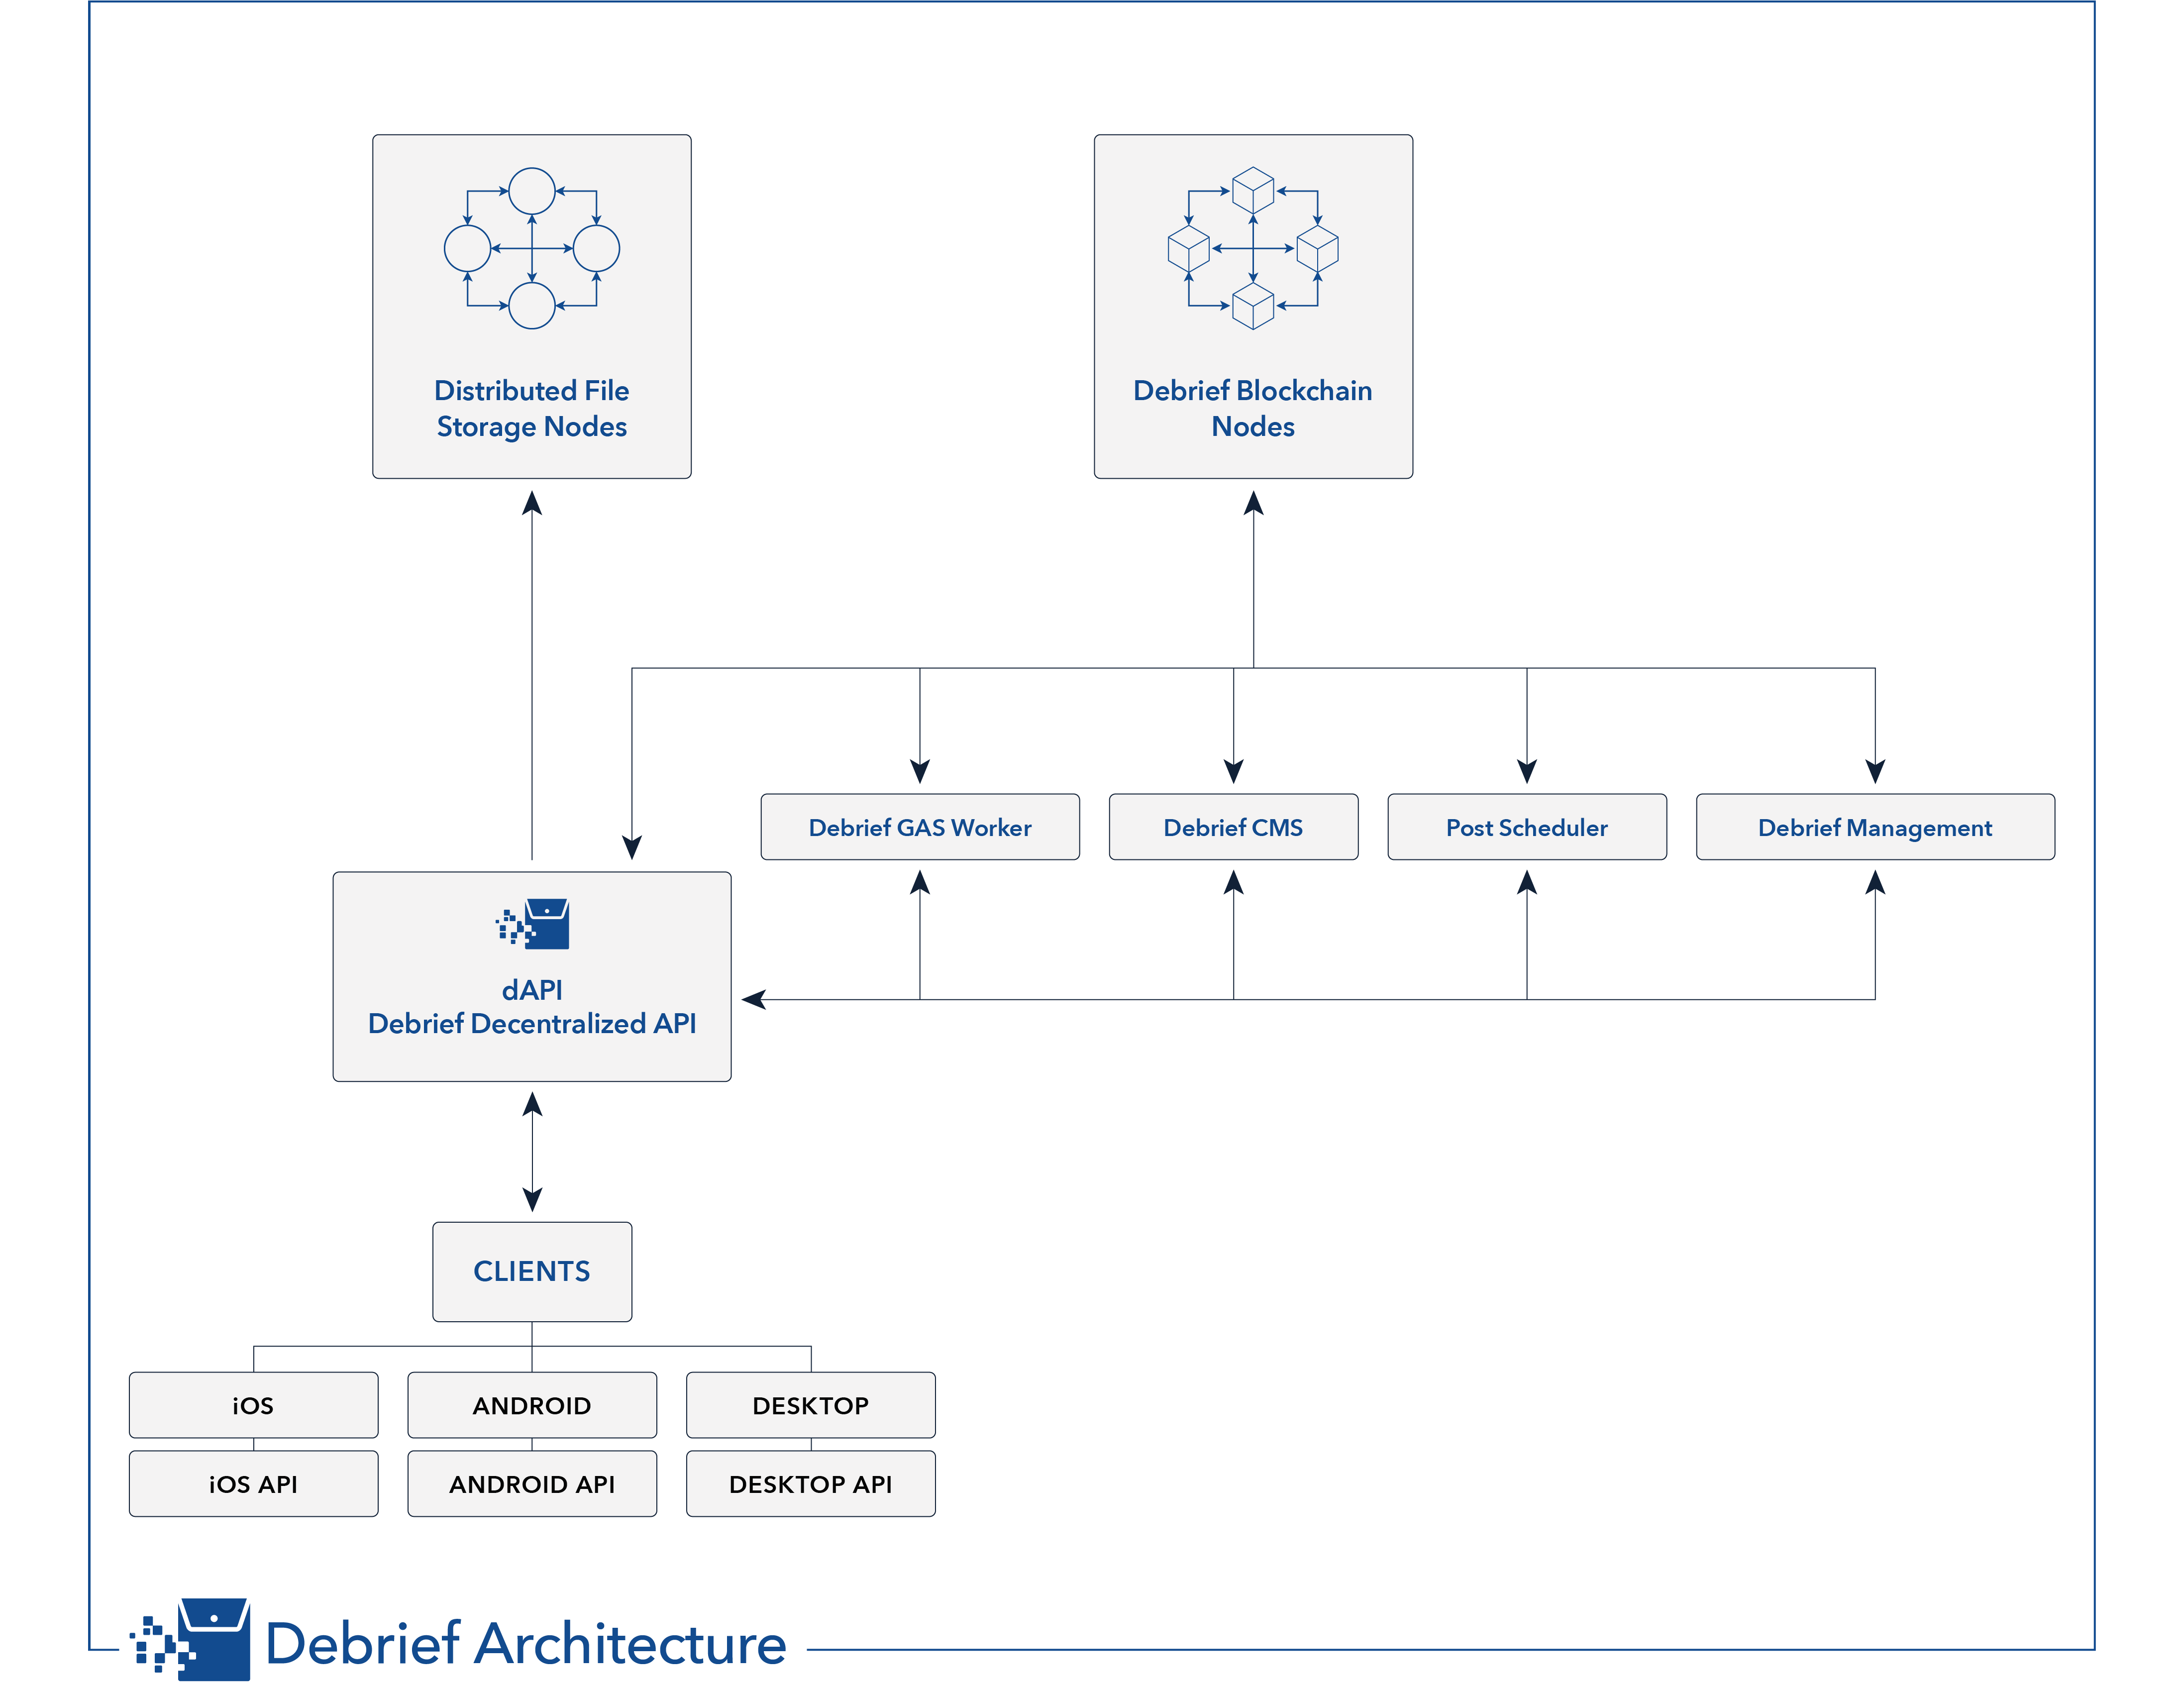 Distributed File
Storage Nodes
Debrief Blockchain
Nodes
Debrief GAS Worker
Debrief CMS
Post Scheduler
Debrief Management
dAPI
Debrief Decentralized API
CLIENTS
iOS
ANDROID
DESKTOP
iOS API
ANDROID API
DESKTOP API
Debrief Architecture